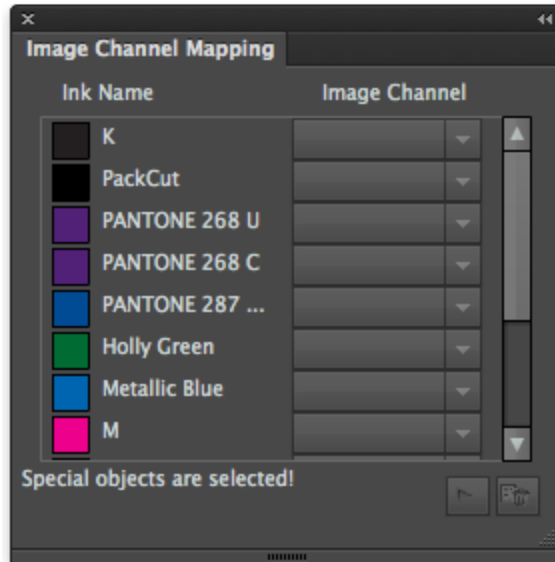 Image Channel Mapping
Ink Name Image Channel
K
PackCut
PANTONE 268 U
PANTONE 268 C
PANTONE 287 ...
Holly Green
Metallic Blue
M
Special objects are selected!